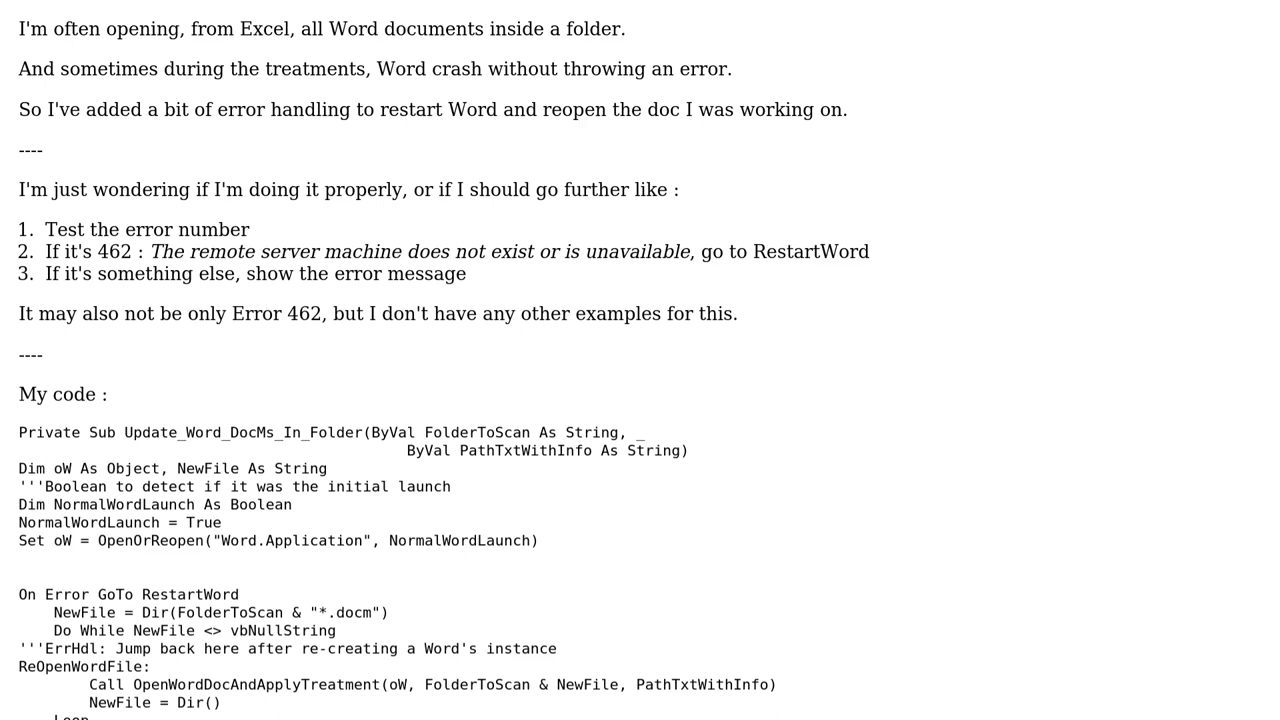 I'm often opening, from Excel, all Word documents inside a folder.
And sometimes during the treatments, Word crash without throwing an error.
So I've added a bit of error handling to restart Word and reopen the doc I was working on.
----
I'm just wondering if I'm doing it properly, or if I should go further like :
1. Test the error number
2. If it's 462 : The remote server machine does not exist or is unavailable, go to RestartWord
3. If it's something else, show the error message
It may also not be only Error 462, but I don't have any other examples for this.
----
My code :
Private Sub Update_Word_DocMs_In_Folder(ByVal FolderToScan As String, _
                                            ByVal PathTxtWithInfo As String)
Dim oW As Object, NewFile As String
'''Boolean to detect if it was the initial launch
Dim NormalWordLaunch As Boolean
NormalWordLaunch = True
Set oW = OpenOrReopen("Word.Application", NormalWordLaunch)
On Error GoTo RestartWord
    NewFile = Dir(FolderToScan & "*.docm")
    Do While NewFile <> vbNullString
'''ErrHdl: Jump back here after re-creating a Word's instance
ReOpenWordFile:
        Call OpenWordDocAndApplyTreatment(oW, FolderToScan & NewFile, PathTxtWithInfo)
        NewFile = Dir()
    Loop